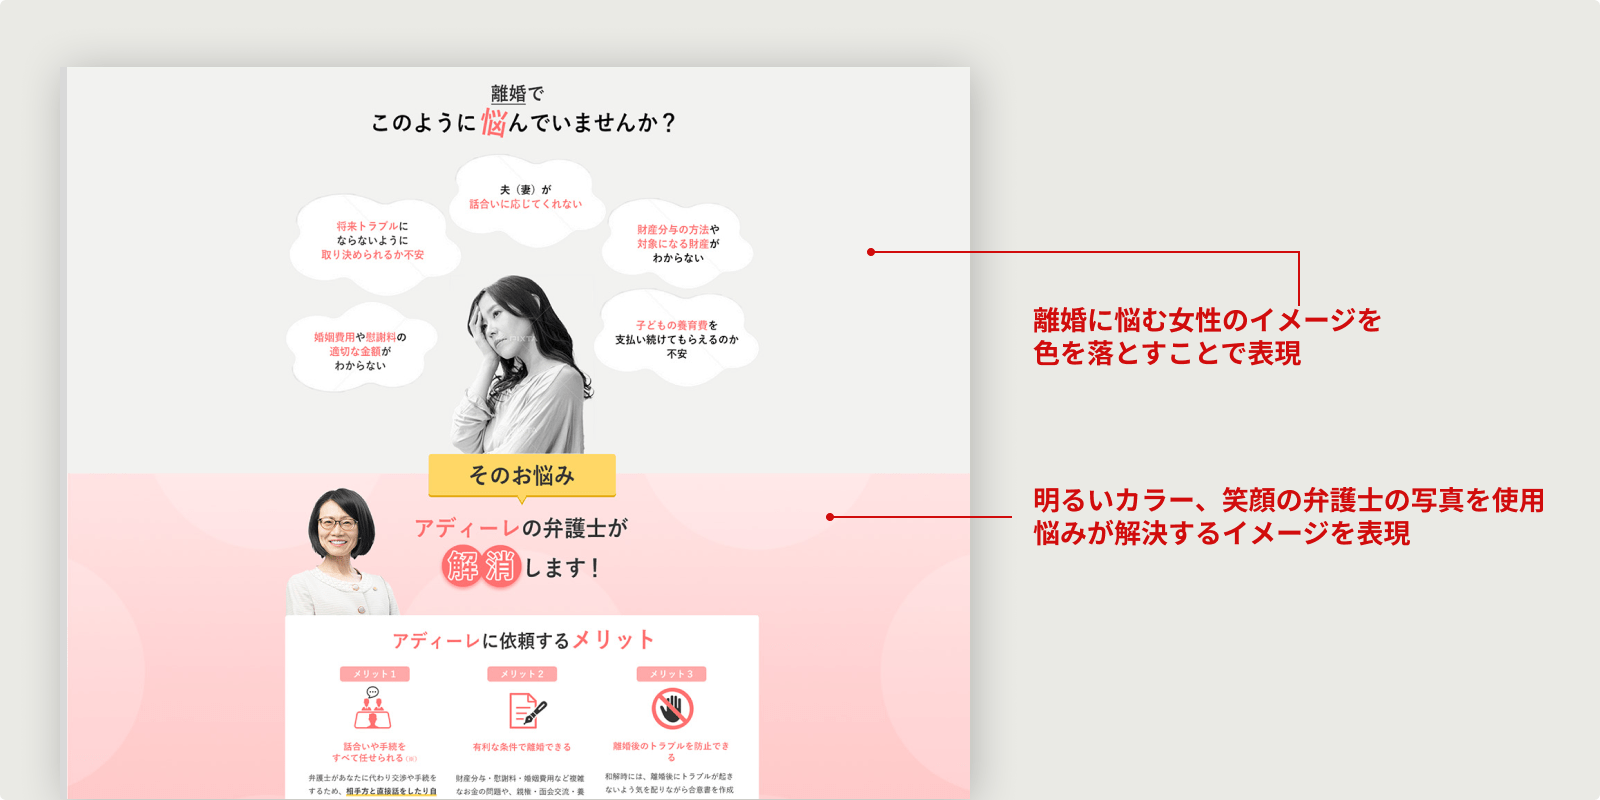 離婚で
このように悩んでいませんか？
夫（妻）が
話合いに応じてくれない
将来トラブルに
ならないように
取り決められるか不安
財産分与の方法や
対象になる財産が
わからない
婚姻費用や慰謝料の
適切な金額が
わからない
子どもの養育費を
支払い続けてもらえるのか
不安
離婚に悩む女性のイメージを
色を落とすことで表現
そのお悩み
アディーレの弁護士が
解消します！
明るいカラー、笑顔の弁護士の写真を使用
悩みが解決するイメージを表現
アディーレに依頼するメリット
メリット1
話合いや手続を
すべて任せられる（※）
弁護士があなたに代わり交渉や手続を
するため、相手方と直接話をしたり自
メリット2
有利な条件で離婚できる
財産分与・慰謝料・婚姻費用など複雑
なお金の問題や、親権・面会交流・養
メリット3
離婚後のトラブルを防止でき
る
和解時には、離婚後にトラブルが起き
ないよう気を配りながら合意書を作成